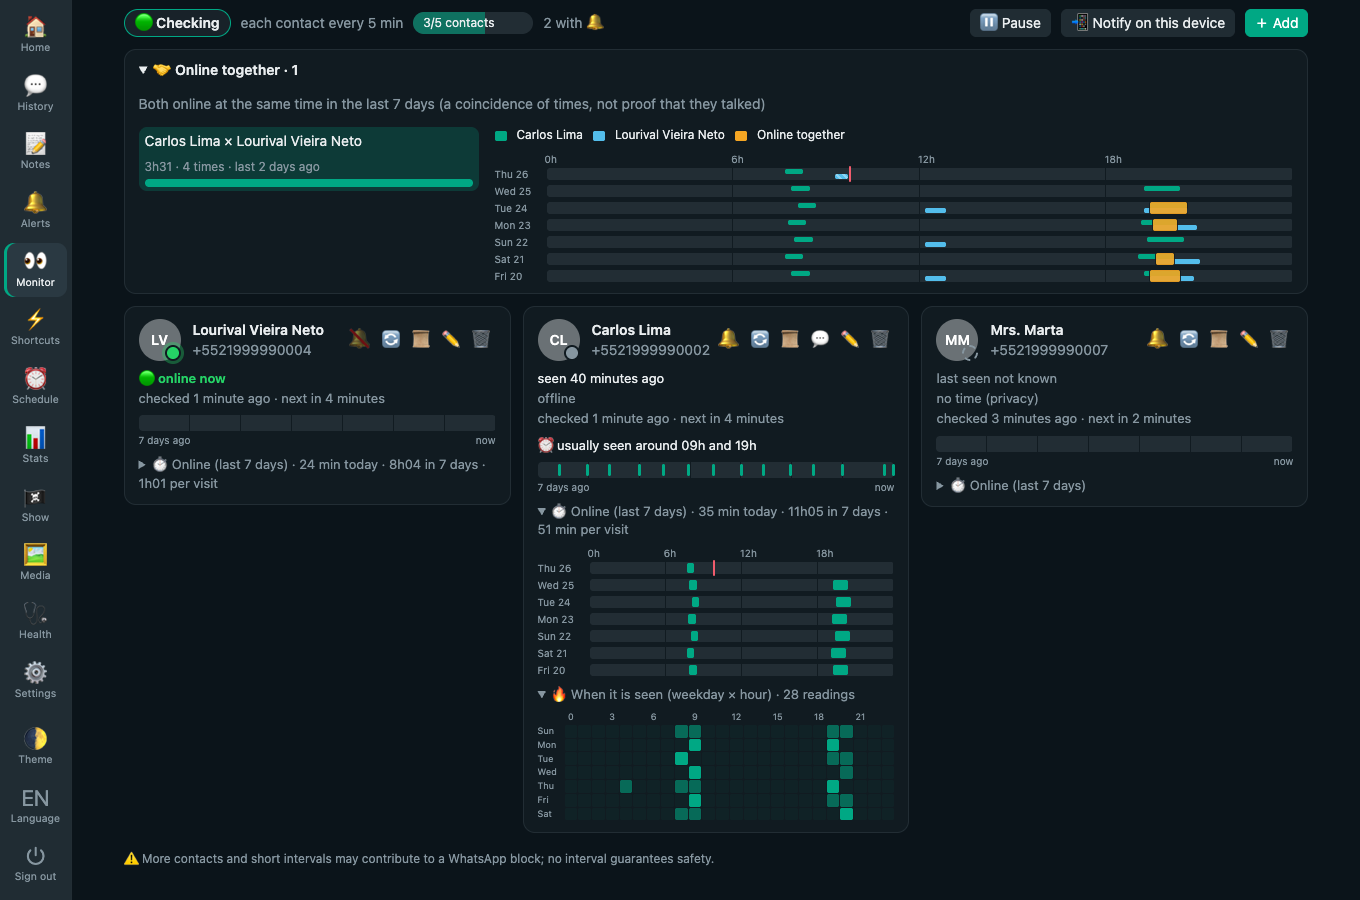 Home
History
Notes
Alerts
Monitor
Shortcuts
Schedule
Stats
Show
Media
Health
Settings
Theme
EN
Language
Sign out
Checking
each contact every 5 min
3/5 contacts
2 with
Pause
Notify on this device
+ Add
Online together · 1
Both online at the same time in the last 7 days (a coincidence of times, not proof that they talked)
Carlos Lima × Lourival Vieira Neto
3h31 · 4 times · last 2 days ago
Carlos Lima Lourival Vieira Neto Online together
0h 6h 12h 18h
Thu 26
Wed 25
Tue 24
Mon 23
Sun 22
Sat 21
Fri 20
LV
Lourival Vieira Neto
+5521999990004
online now
checked 1 minute ago · next in 4 minutes
7 days ago now
Online (last 7 days) · 24 min today · 8h04 in 7 days ·
1h01 per visit
CL
Carlos Lima
+5521999990002
seen 40 minutes ago
offline
checked 1 minute ago · next in 4 minutes
usually seen around 09h and 19h
7 days ago now
Online (last 7 days) · 35 min today · 11h05 in 7 days ·
51 min per visit
0h 6h 12h 18h
Thu 26
Wed 25
Tue 24
Mon 23
Sun 22
Sat 21
Fri 20
When it is seen (weekday × hour) · 28 readings
0 3 6 9 12 15 18 21
Sun
Mon
Tue
Wed
Thu
Fri
Sat
MM
Mrs. Marta
+5521999990007
last seen not known
no time (privacy)
checked 3 minutes ago · next in 2 minutes
7 days ago now
Online (last 7 days)
More contacts and short intervals may contribute to a WhatsApp block; no interval guarantees safety.